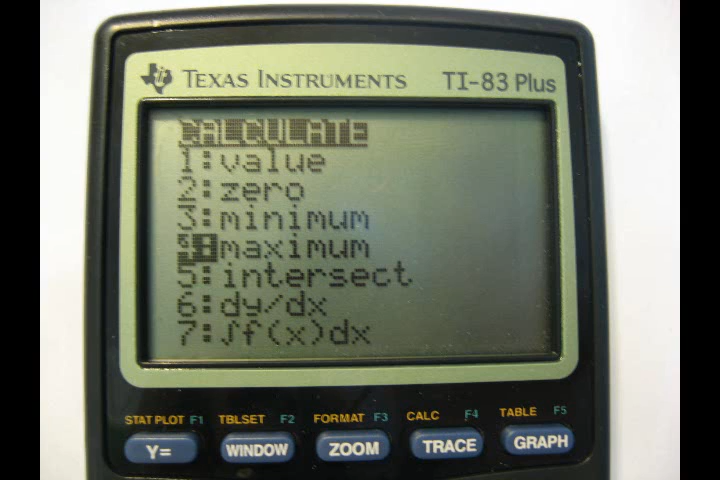 TEXAS INSTRUMENTS TI-83 Plus
CALCULATE
1:value
2:zero
3:minimum
4:maximum
5:intersect
6:dy/dx
7:∫f(x)dx
STAT PLOT F1 TBLSET F2 FORMAT F3 CALC F4 TABLE F5
Y= WINDOW ZOOM TRACE GRAPH